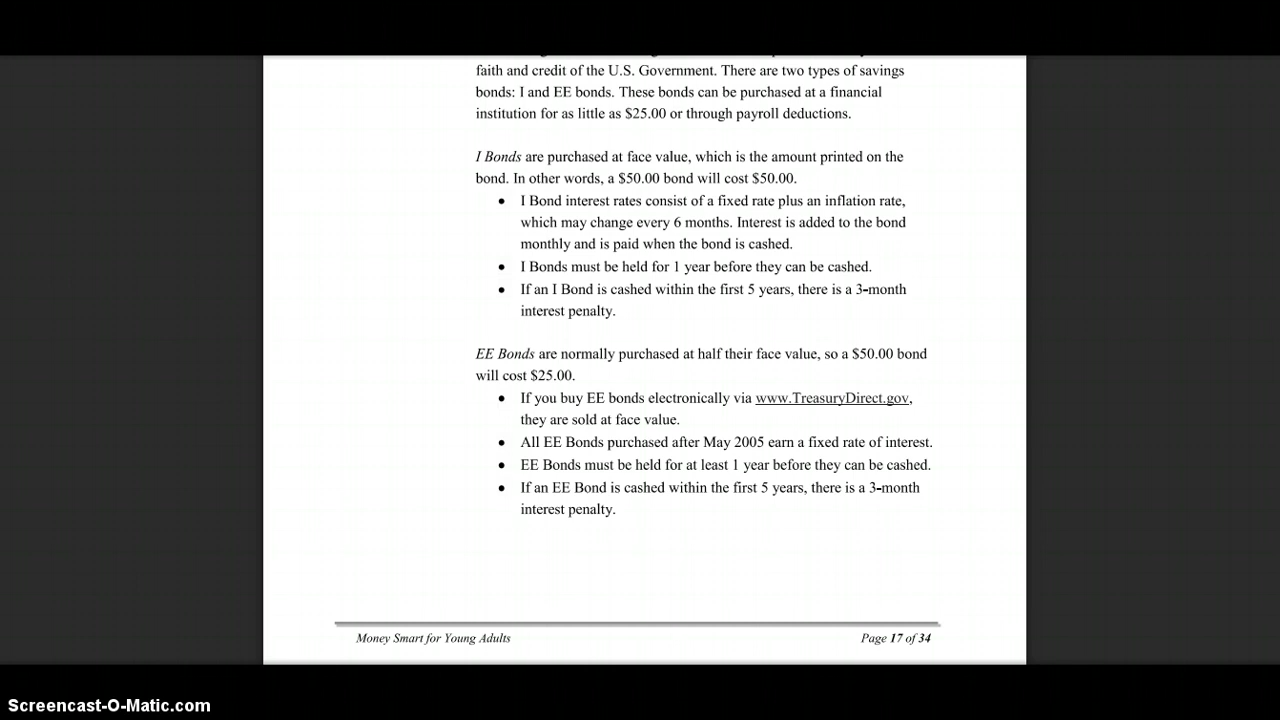 faith and credit of the U.S. Government. There are two types of savings
bonds: I and EE bonds. These bonds can be purchased at a financial
institution for as little as $25.00 or through payroll deductions.
I Bonds are purchased at face value, which is the amount printed on the
bond. In other words, a $50.00 bond will cost $50.00.
• I Bond interest rates consist of a fixed rate plus an inflation rate,
which may change every 6 months. Interest is added to the bond
monthly and is paid when the bond is cashed.
• I Bonds must be held for 1 year before they can be cashed.
• If an I Bond is cashed within the first 5 years, there is a 3-month
interest penalty.
EE Bonds are normally purchased at half their face value, so a $50.00 bond
will cost $25.00.
• If you buy EE bonds electronically via www.TreasuryDirect.gov,
they are sold at face value.
• All EE Bonds purchased after May 2005 earn a fixed rate of interest.
• EE Bonds must be held for at least 1 year before they can be cashed.
• If an EE Bond is cashed within the first 5 years, there is a 3-month
interest penalty.
Money Smart for Young Adults Page 17 of 34
Screencast-O-Matic.com